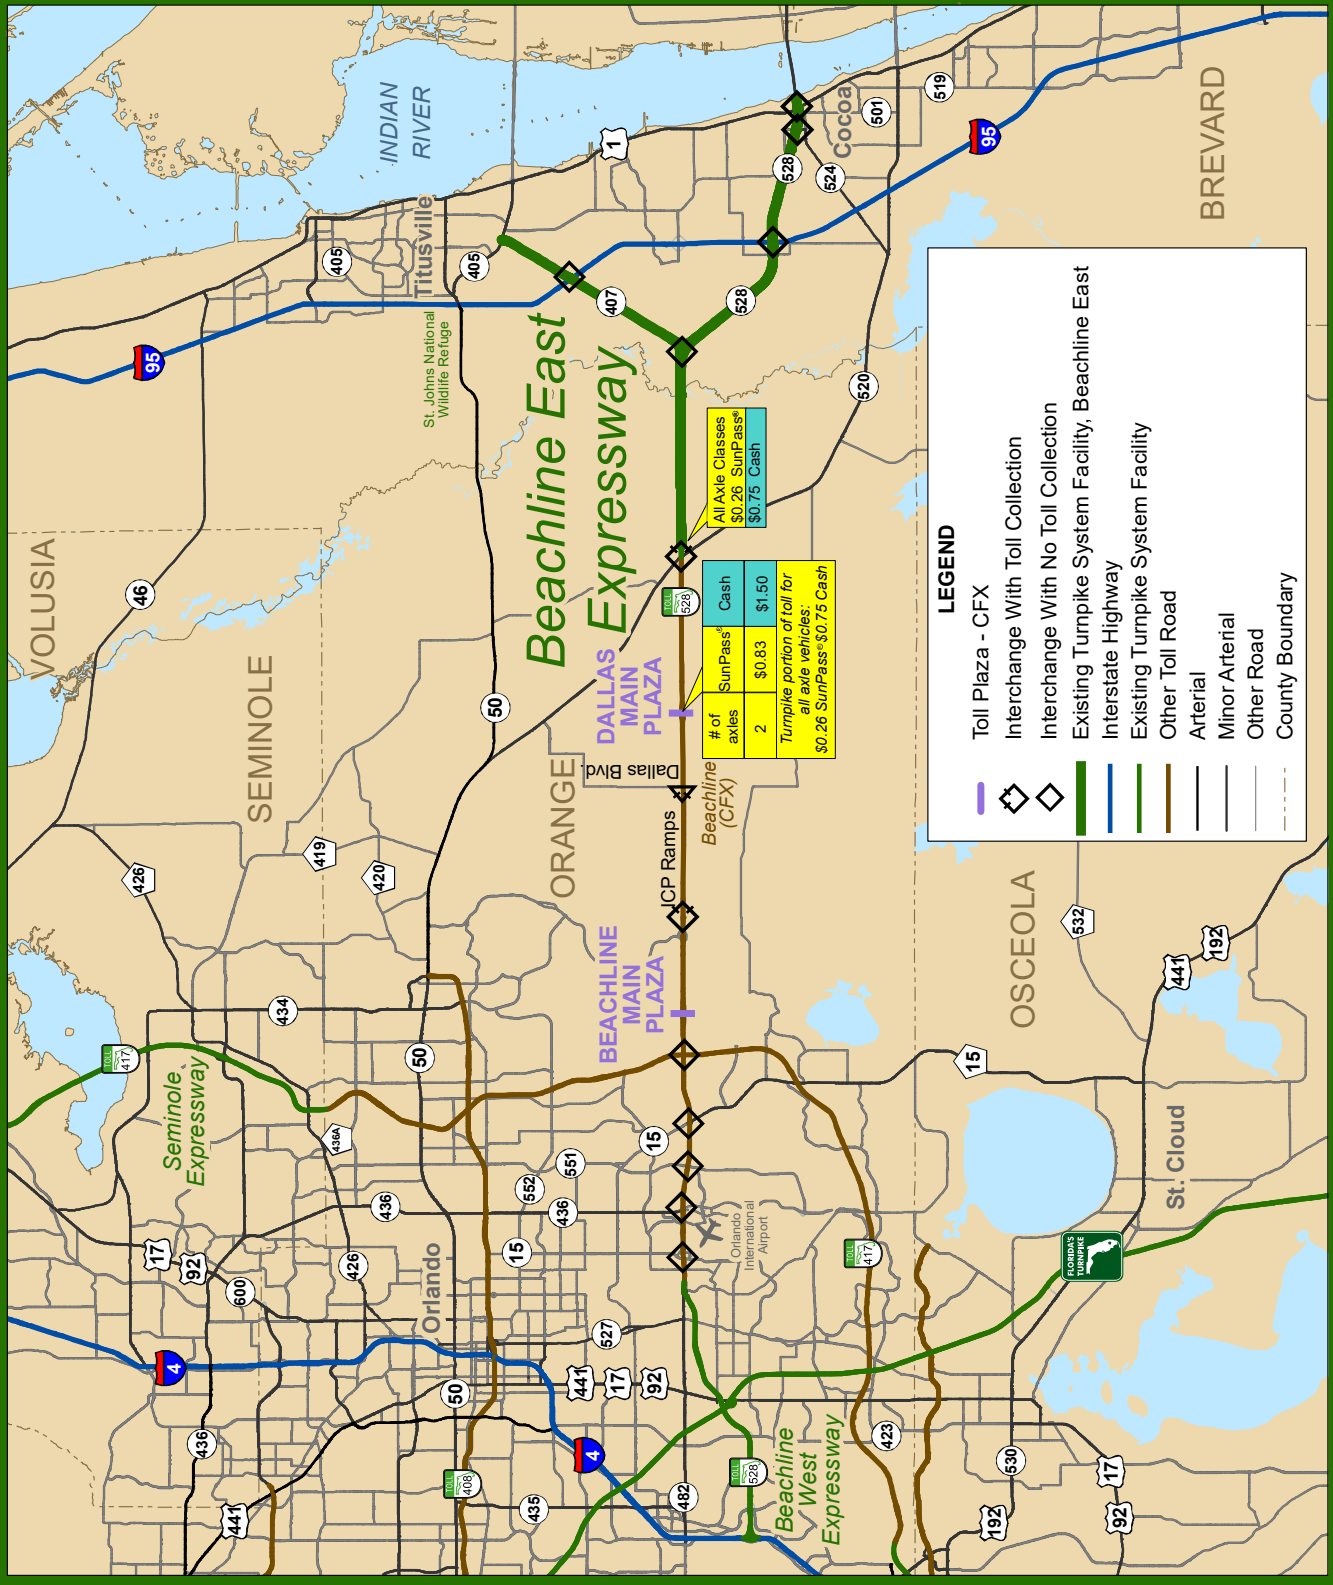 VOLUSIA
SEMINOLE
ORANGE
OSCEOLA
BREVARD
INDIAN
RIVER
Titusville
Cocoa
Orlando
St. Cloud
St. Johns National
Wildlife Refuge
Beachline East
Expressway
Seminole
Expressway
Beachline
West
Expressway
Beachline
(CFX)
BEACHLINE
MAIN
PLAZA
DALLAS
MAIN
PLAZA
ICP Ramps
Dallas Blvd.
Orlando
International
Airport
All Axle Classes
$0.26 SunPass®
$0.75 Cash
# of
axles
SunPass®
Cash
2
$0.83
$1.50
Turnpike portion of toll for
all axle vehicles:
$0.26 SunPass® $0.75 Cash
LEGEND
Toll Plaza - CFX
Interchange With Toll Collection
Interchange With No Toll Collection
Existing Turnpike System Facility, Beachline East
Interstate Highway
Existing Turnpike System Facility
Other Toll Road
Arterial
Minor Arterial
Other Road
County Boundary
FLORIDA'S
TURNPIKE
TOLL
417
TOLL
417
TOLL
408
TOLL
528
TOLL
528
4
4
95
95
1
17
92
441
17
92
441
192
17
92
441
192
46
426
419
420
434
50
50
50
436A
436
436
436
426
600
15
15
15
551
552
527
435
482
423
530
532
405
405
407
528
528
524
520
501
519